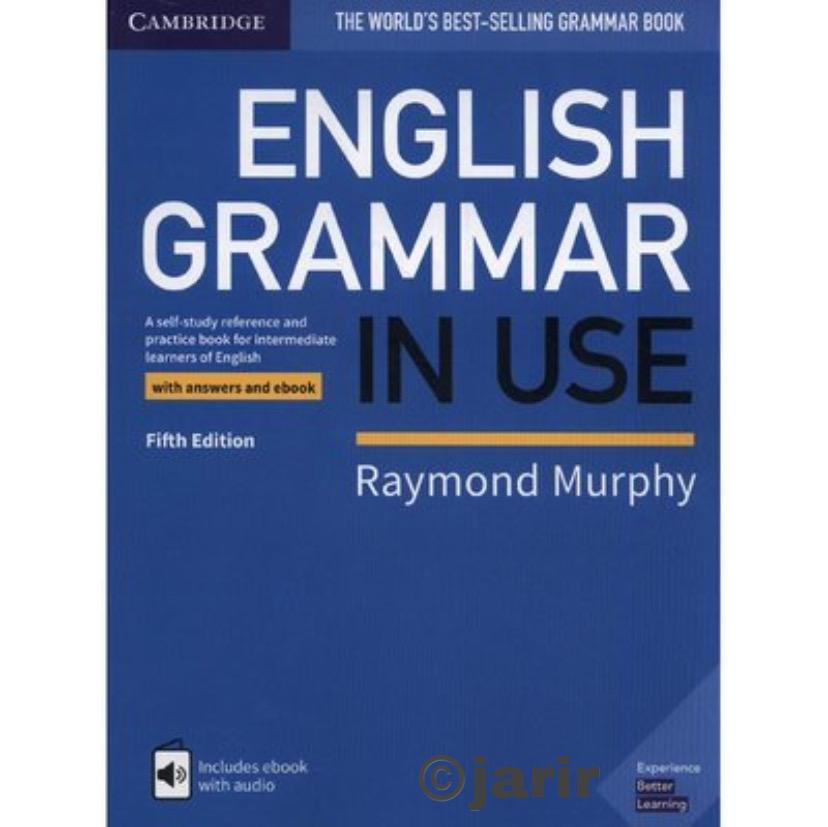 CAMBRIDGE
THE WORLD'S BEST-SELLING GRAMMAR BOOK
ENGLISH
GRAMMAR
IN USE
A self-study reference and
practice book for intermediate
learners of English
with answers and ebook
Fifth Edition
Raymond Murphy
Includes ebook
with audio
©jarir
Experience
Better
Learning